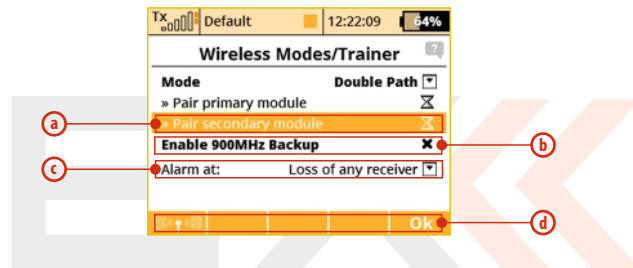 Tx Default 12:22:09 64%
Wireless Modes/Trainer ?
Mode Double Path
» Pair primary module
a » Pair secondary module
Enable 900MHz Backup b
c Alarm at: Loss of any receiver
Ok d